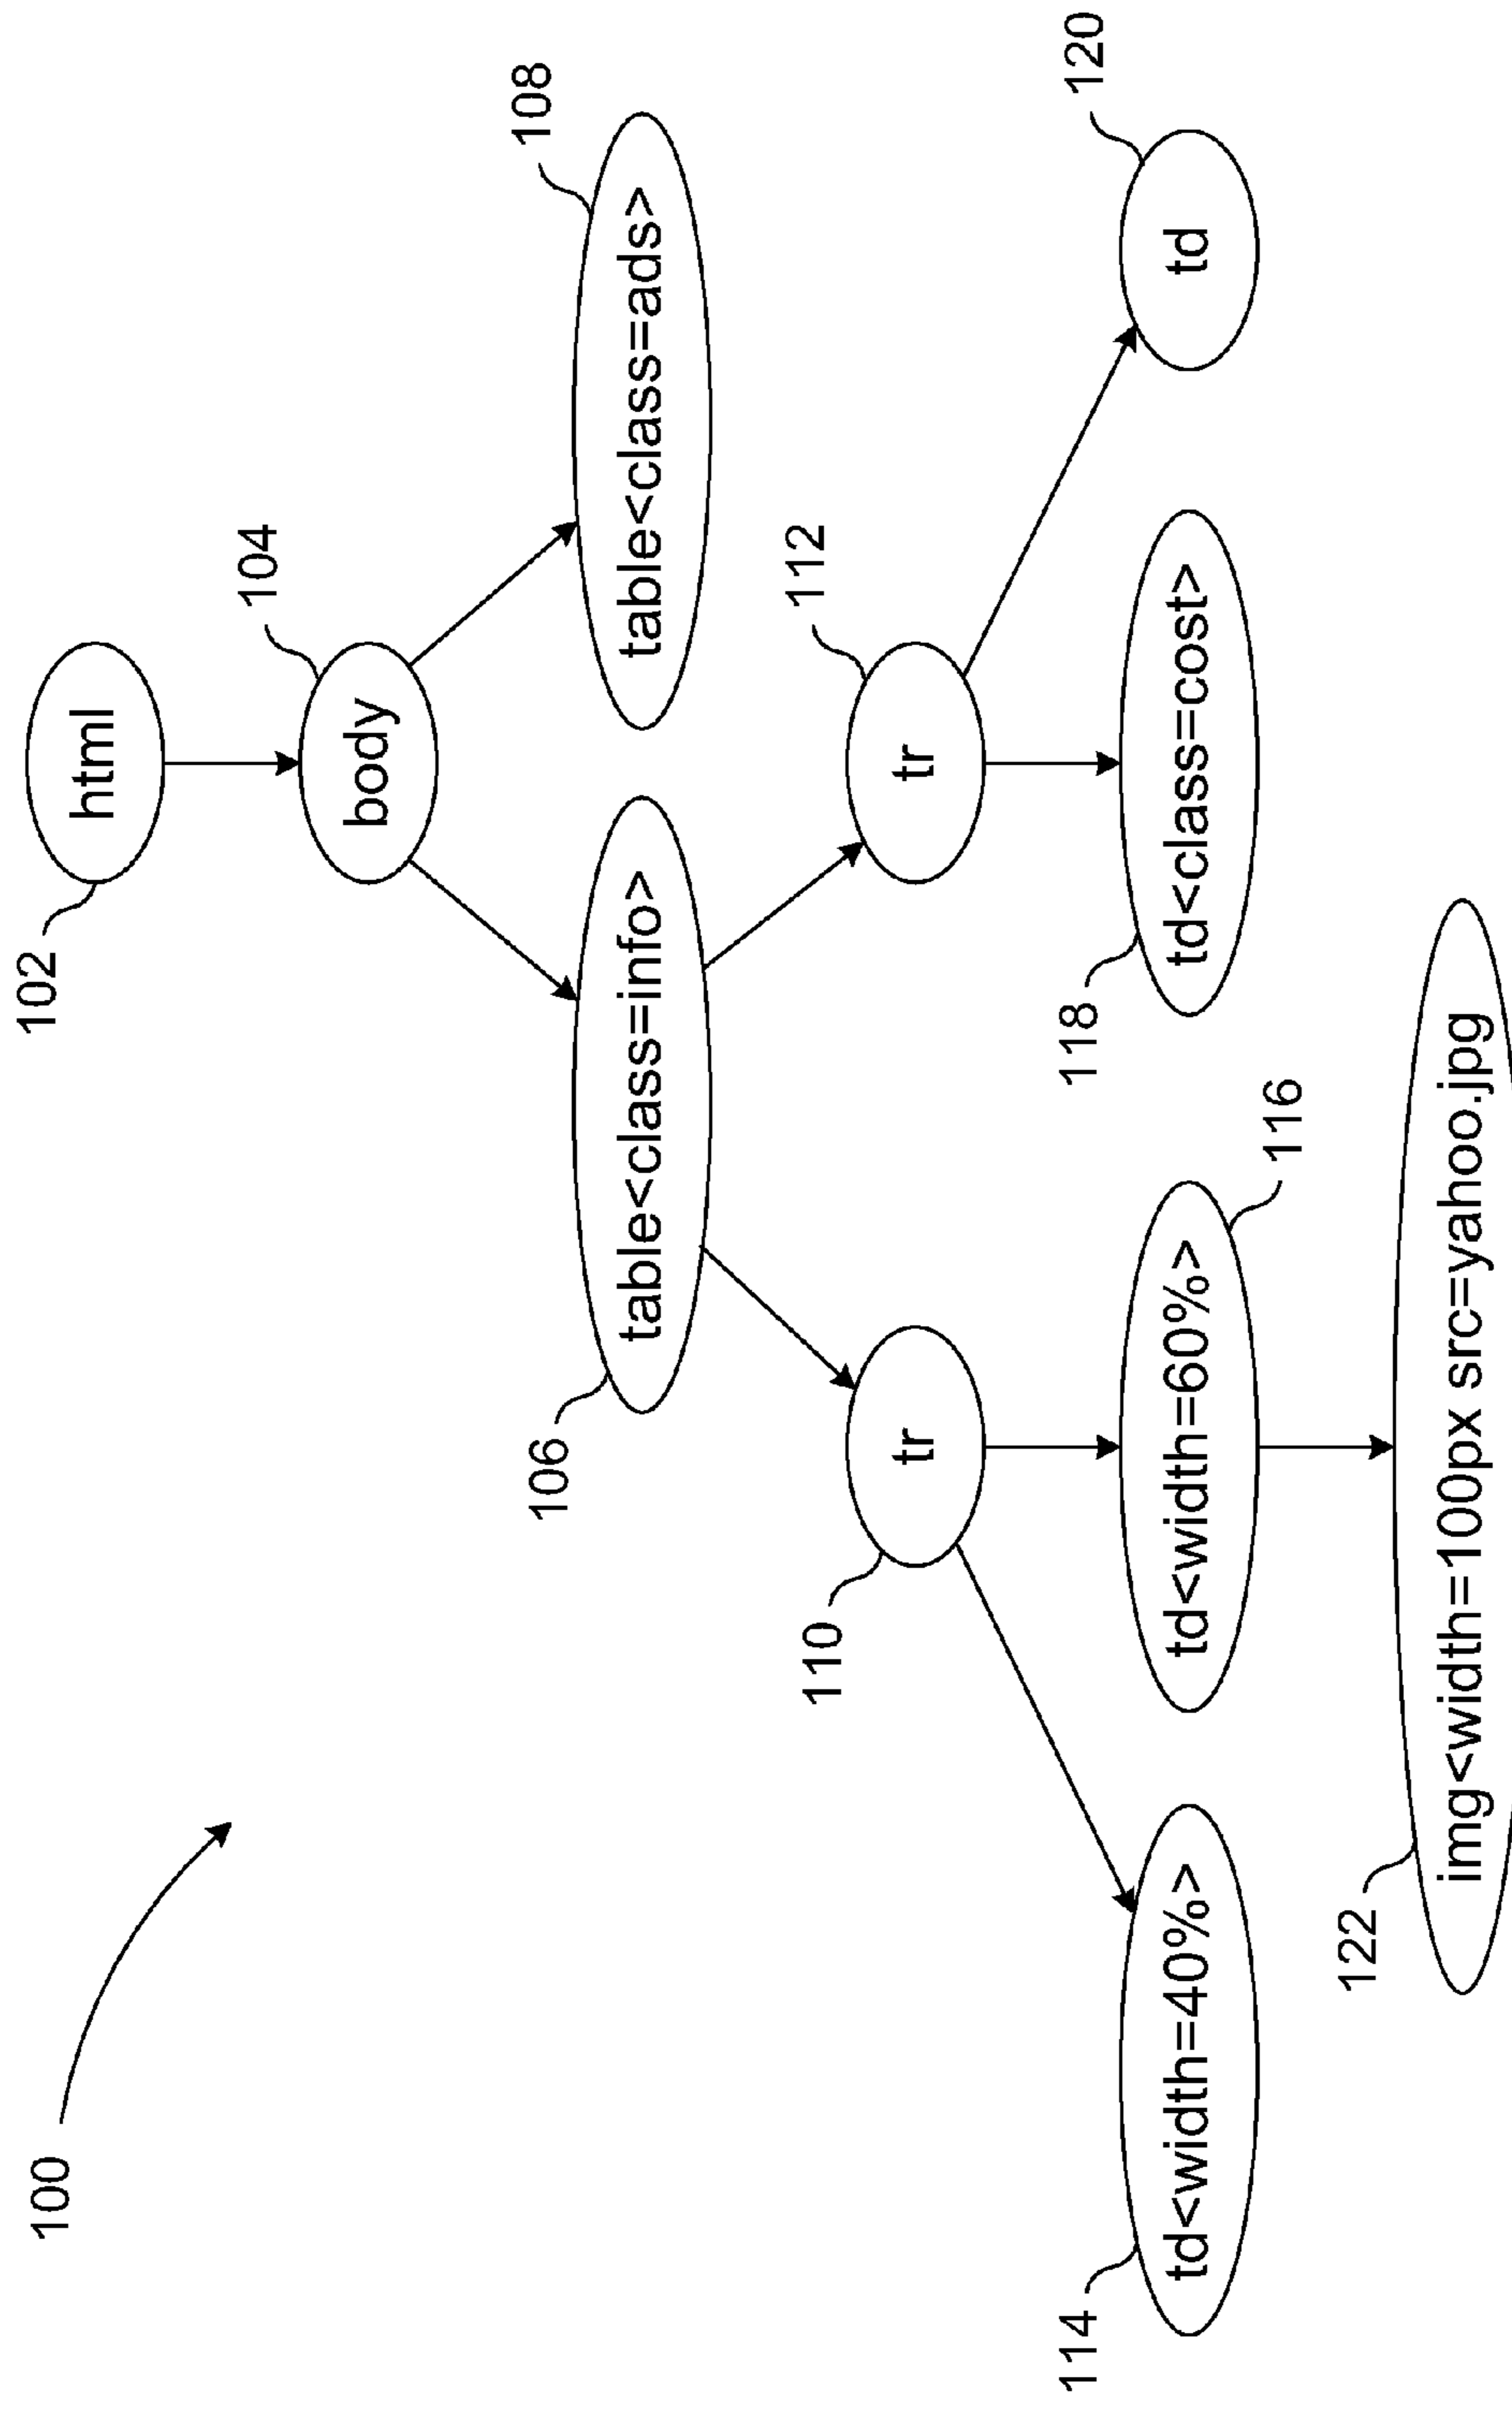 100
102
html
104
body
106
table<class=info>
108
table<class=ads>
110
tr
112
tr
114
td<width=40%>
td<width=60%>
116
118
td<class=cost>
120
td
122
img<width=100px src=yahoo.jpg